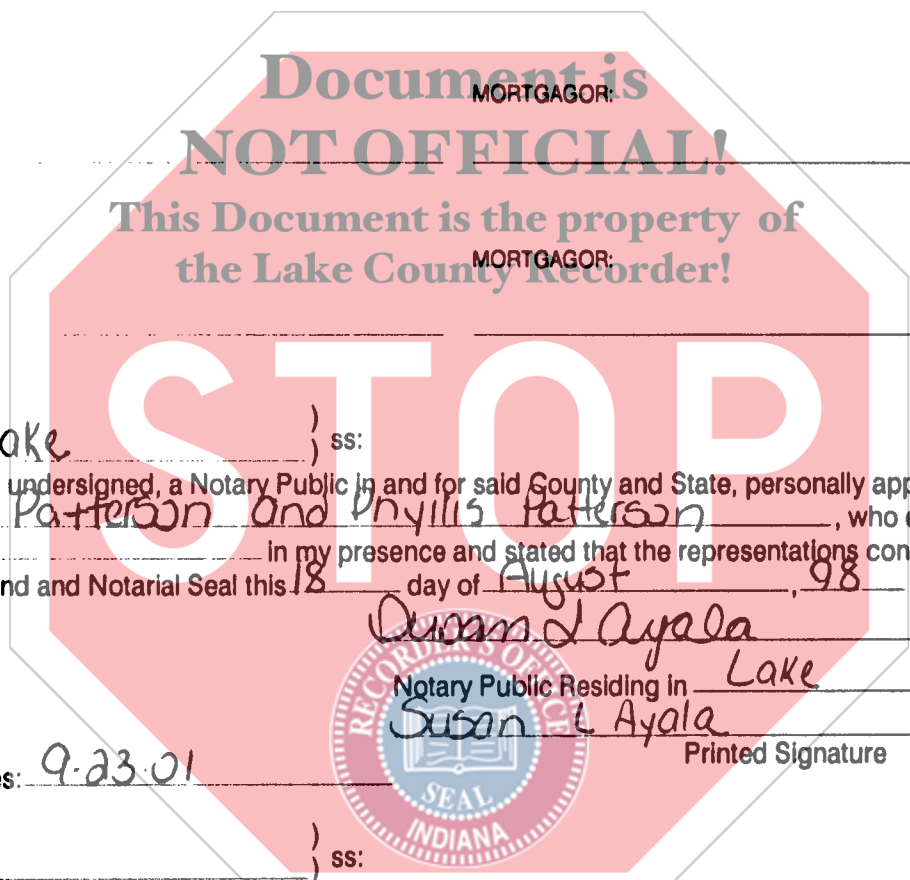 Document is
MORTGAGOR:
NOT OFFICIAL!
This Document is the property of
the Lake County Recorder!
MORTGAGOR:
STOP
ake ) ss:
undersigned, a Notary Public in and for said County and State, personally app
Patterson and Phyllis Patterson, who e
in my presence and stated that the representations con
nd and Notarial Seal this 18 day of August, 98
Susan L Ayala
Notary Public Residing in Lake
Susan L Ayala
Printed Signature
es: 9-23-01
RECORDER'S OFFICE
SEAL
INDIANA
) ss: